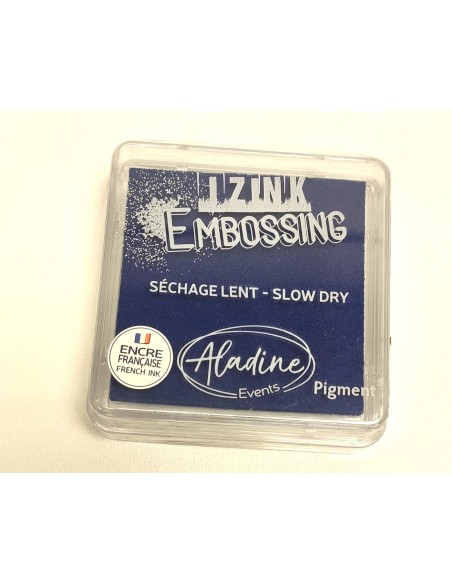 IZINK
EMBOSSING
SÉCHAGE LENT - SLOW DRY
ENCRE
FRANÇAISE
FRENCH INK
Aladine
Events
Pigment